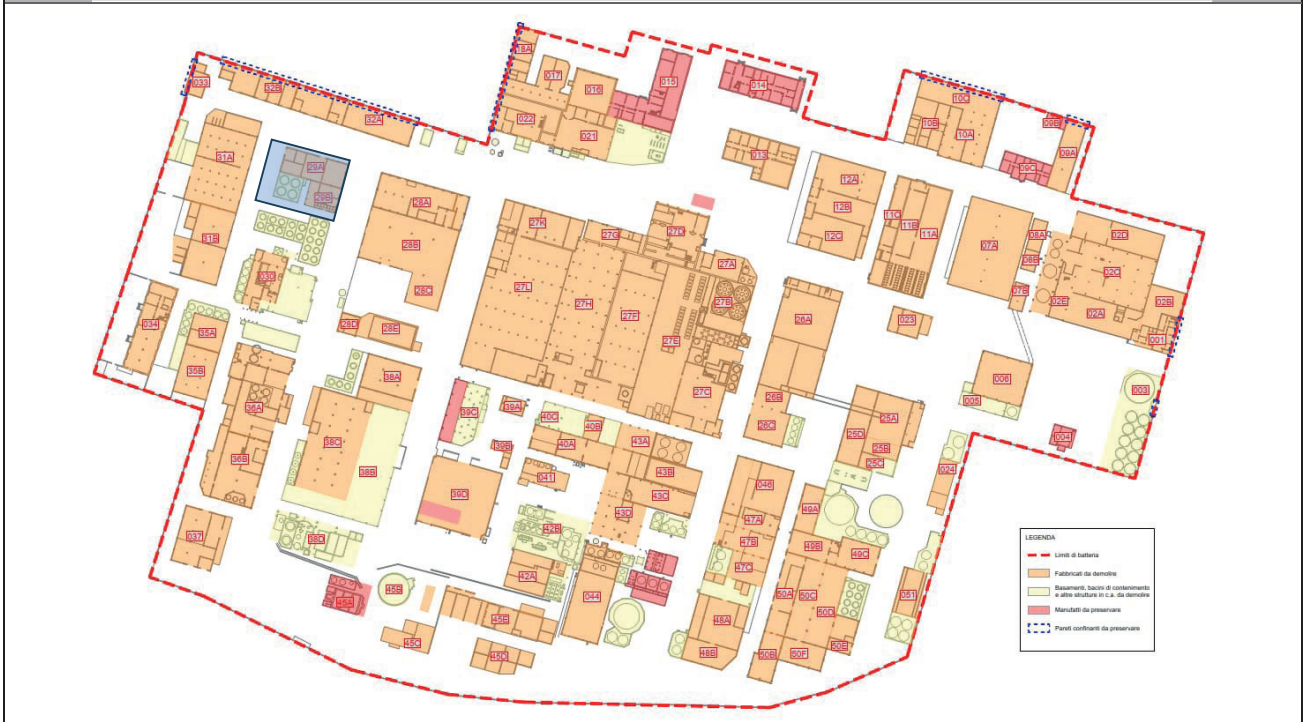 18A
017
016
015
014
033
32B
32A
022
021
10C
10B
10A
09B
09A
09C
013
31A
29A
29B
12A
12B
12C
11C
11B
11A
28A
28B
28C
31B
27K
27G
27D
27A
27B
27L
27H
27F
27E
27C
07A
08A
08B
07B
02D
02C
02E
02A
02B
001
030
28D
28E
034
35A
35B
26A
023
006
005
003
004
38A
36A
38C
38B
36B
39C
39A
39B
39D
40C
40B
40A
43A
43B
43C
43D
041
26B
26C
25A
25D
25B
25C
024
037
38D
42B
42A
046
47A
47B
47C
49A
49B
49C
45A
45B
45C
45E
45D
044
48A
48B
50A
50C
50D
50E
50F
50B
051
LEGENDA
Limiti di batteria
Fabbricati da demolire
Basamenti, bacini di contenimento
e altre strutture in c.a. da demolire
Manufatti da preservare
Pareti confinanti da preservare